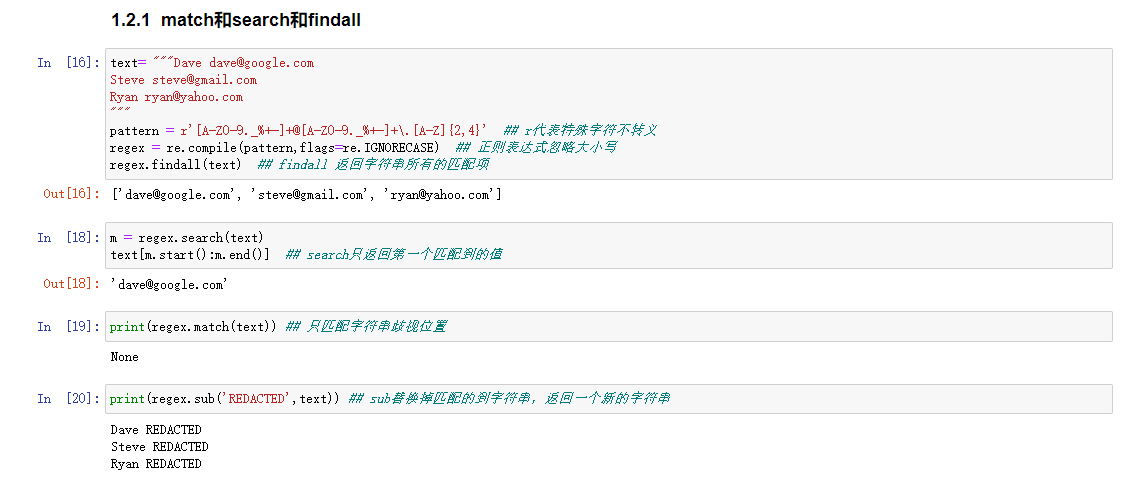 1.2.1 match和search和findall
In [16]: text= """Dave dave@google.com
Steve steve@gmail.com
Ryan ryan@yahoo.com
"""
pattern = r'[A-Z0-9._%+-]+@[A-Z0-9._%+-]+\.[A-Z]{2,4}' ## r代表特殊字符不转义
regex = re.compile(pattern,flags=re.IGNORECASE) ## 正则表达式忽略大小写
regex.findall(text) ## findall 返回字符串所有的匹配项
Out[16]: ['dave@google.com', 'steve@gmail.com', 'ryan@yahoo.com']
In [18]: m = regex.search(text)
text[m.start():m.end()] ## search只返回第一个匹配到的值
Out[18]: 'dave@google.com'
In [19]: print(regex.match(text)) ## 只匹配字符串歧视位置
None
In [20]: print(regex.sub('REDACTED',text)) ## sub替换掉匹配的到字符串，返回一个新的字符串
Dave REDACTED
Steve REDACTED
Ryan REDACTED